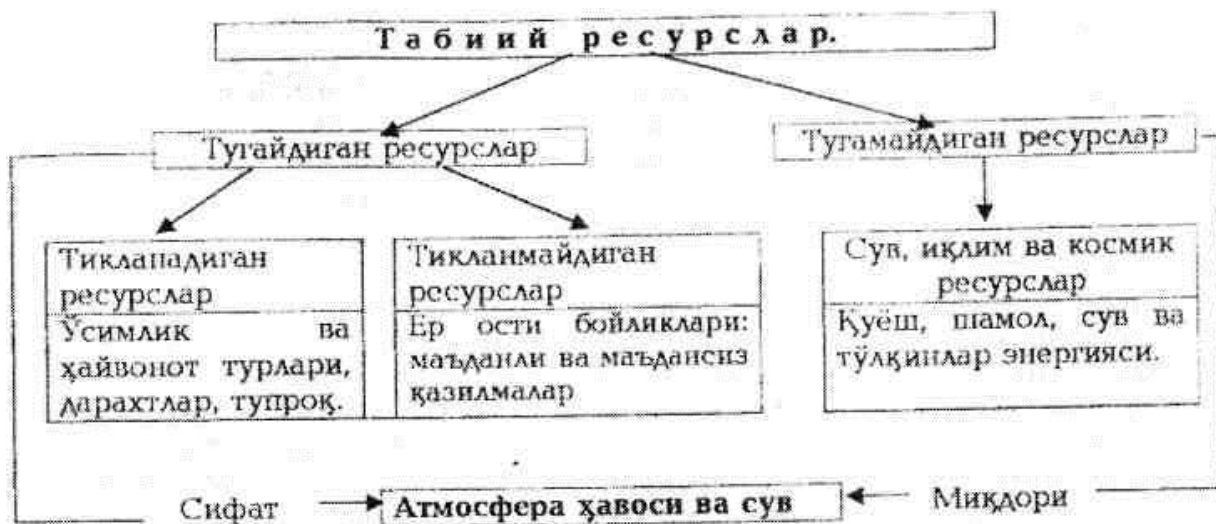 Табиий ресурслар.
Тугайдиган ресурслар
Тугамайдиган ресурслар
Тикланадиган
ресурслар
Ўсимлик ва
ҳайвонот турлари,
дарахтлар, тупроқ.
Тикланмайдиган
ресурслар
Ер ости бойликлари:
маъданли ва маъдансиз
қазилмалар
Сув, иқлим ва космик
ресурслар
Қуёш, шамол, сув ва
тўлқинлар энергияси.
Сифат
Атмосфера ҳавоси ва сув
Миқдори